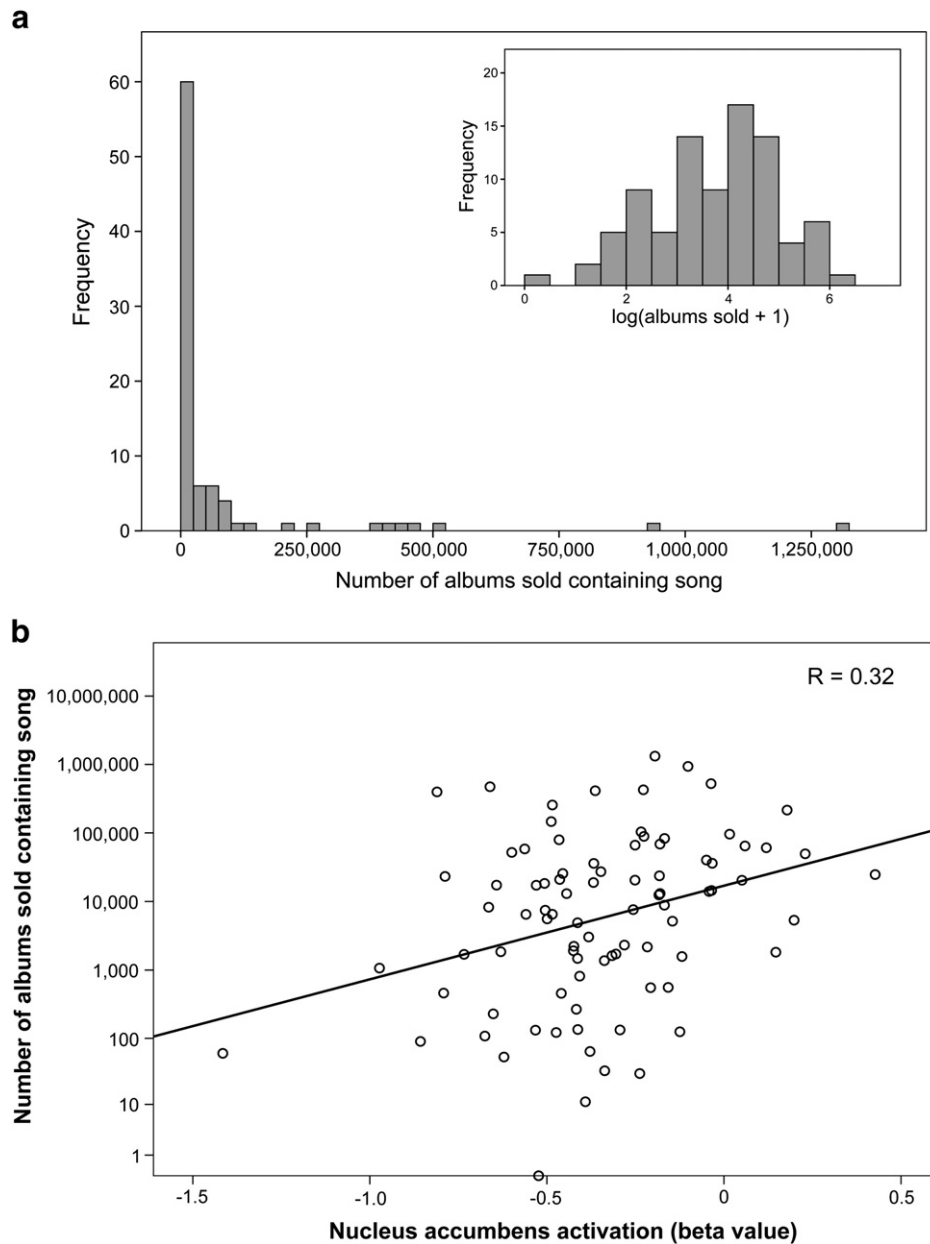 a
60
50
40
30
20
10
0
Frequency
0 250,000 500,000 750,000 1,000,000 1,250,000
Number of albums sold containing song
20
15
10
5
0
Frequency
0 2 4 6
log(albums sold + 1)
b
R = 0.32
10,000,000
1,000,000
100,000
10,000
1,000
100
10
1
Number of albums sold containing song
-1.5 -1.0 -0.5 0 0.5
Nucleus accumbens activation (beta value)